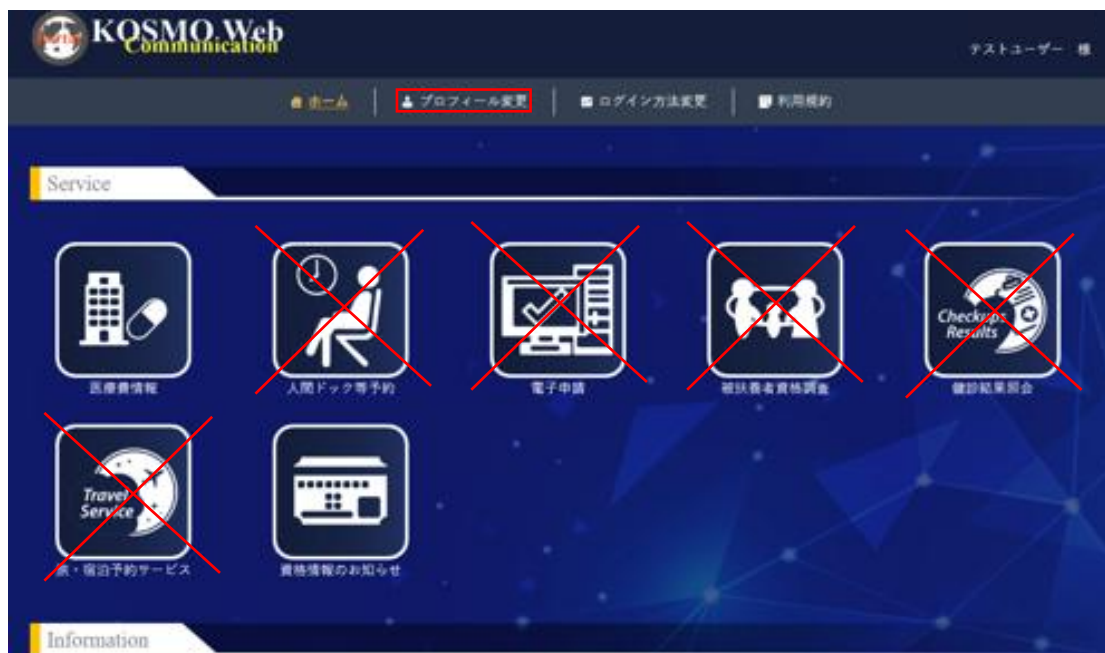 Portal
KOSMO Web
Communication
テストユーザー 様
ホーム
プロフィール変更
ログイン方法変更
利用規約
Service
医療費情報
人間ドック等予約
電子申請
被扶養者資格調査
Checkups
Results
健診結果照会
Travel
Service
旅・宿泊予約サービス
資格情報のお知らせ
Information